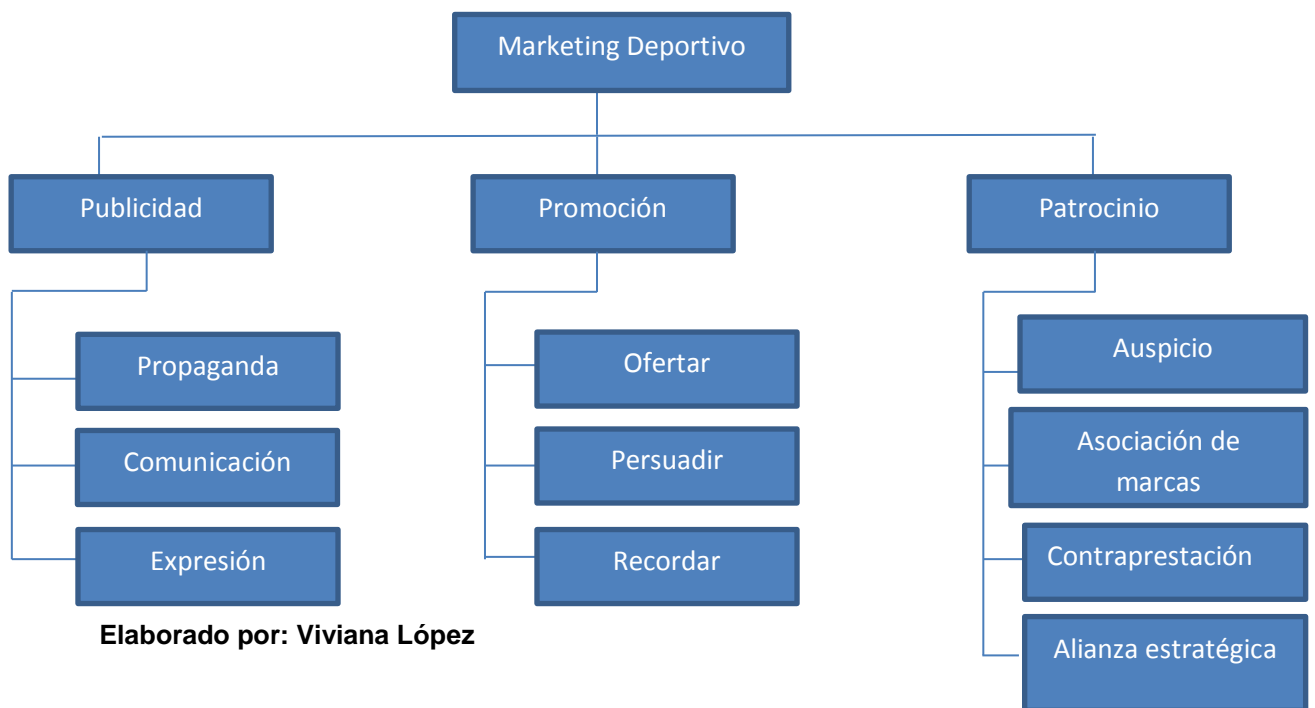 Marketing Deportivo
Publicidad
Promoción
Patrocinio
Propaganda
Comunicación
Expresión
Ofertar
Persuadir
Recordar
Auspicio
Asociación de
marcas
Contraprestación
Alianza estratégica
Elaborado por: Viviana López